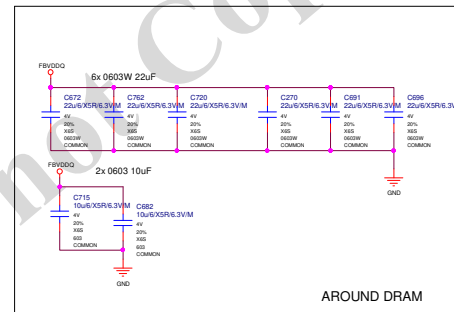 FBVDDQ
6x 0603W 22uF
C672
22u/6/X5R/6.3V/M
4V
20%
X6S
0603W
COMMON
C762
22u/6/X5R/6.3V/M
4V
20%
X6S
0603W
COMMON
C720
22u/6/X5R/6.3V/M
4V
20%
X6S
0603W
COMMON
C270
22u/6/X5R/6.3V/M
4V
20%
X6S
0603W
COMMON
C691
22u/6/X5R/6.3V/M
4V
20%
X6S
0603W
COMMON
C696
22u/6/X5R/6.3V
4V
20%
X6S
0603W
COMMON
GND
FBVDDQ
2x 0603 10uF
C715
10u/6/X5R/6.3V/M
4V
20%
X6S
603
COMMON
C682
10u/6/X5R/6.3V/M
4V
20%
X6S
603
COMMON
GND
AROUND DRAM
not Cop